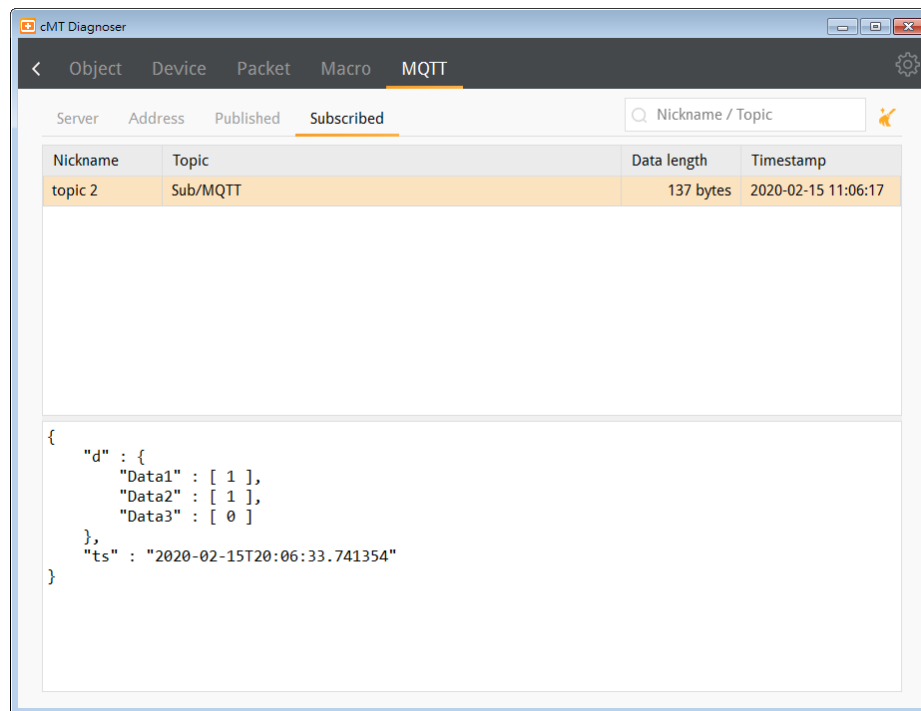 cMT Diagnoser
Object Device Packet Macro MQTT
Server Address Published Subscribed Nickname / Topic
Nickname Topic Data length Timestamp
topic 2 Sub/MQTT 137 bytes 2020-02-15 11:06:17
{
    "d" : {
        "Data1" : [ 1 ],
        "Data2" : [ 1 ],
        "Data3" : [ 0 ]
    },
    "ts" : "2020-02-15T20:06:33.741354"
}